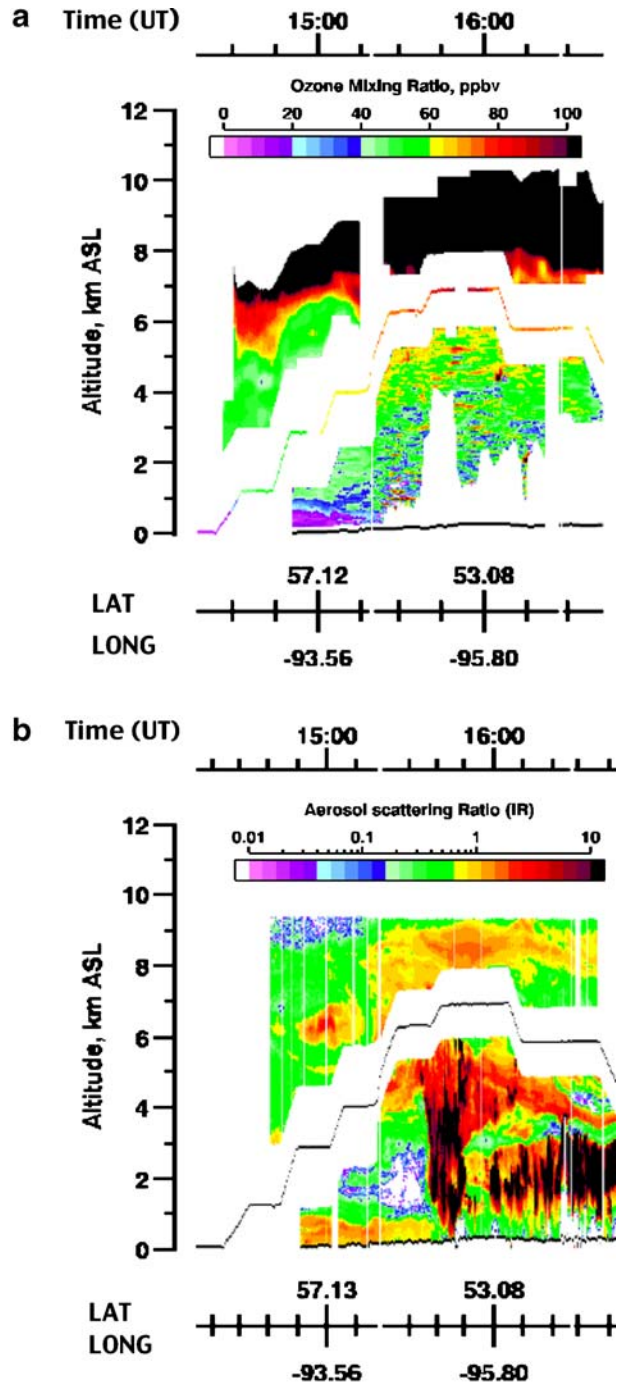 a Time (UT) 15:00 16:00
Ozone Mixing Ratio, ppbv
0 20 40 60 80 100
12
10
8
6
4
2
0
Altitude, km ASL
57.12 53.08
LAT
LONG
-93.56 -95.80
b Time (UT) 15:00 16:00
Aerosol scattering Ratio (IR)
0.01 0.1 1 10
12
10
8
6
4
2
0
Altitude, km ASL
57.13 53.08
LAT
LONG
-93.56 -95.80